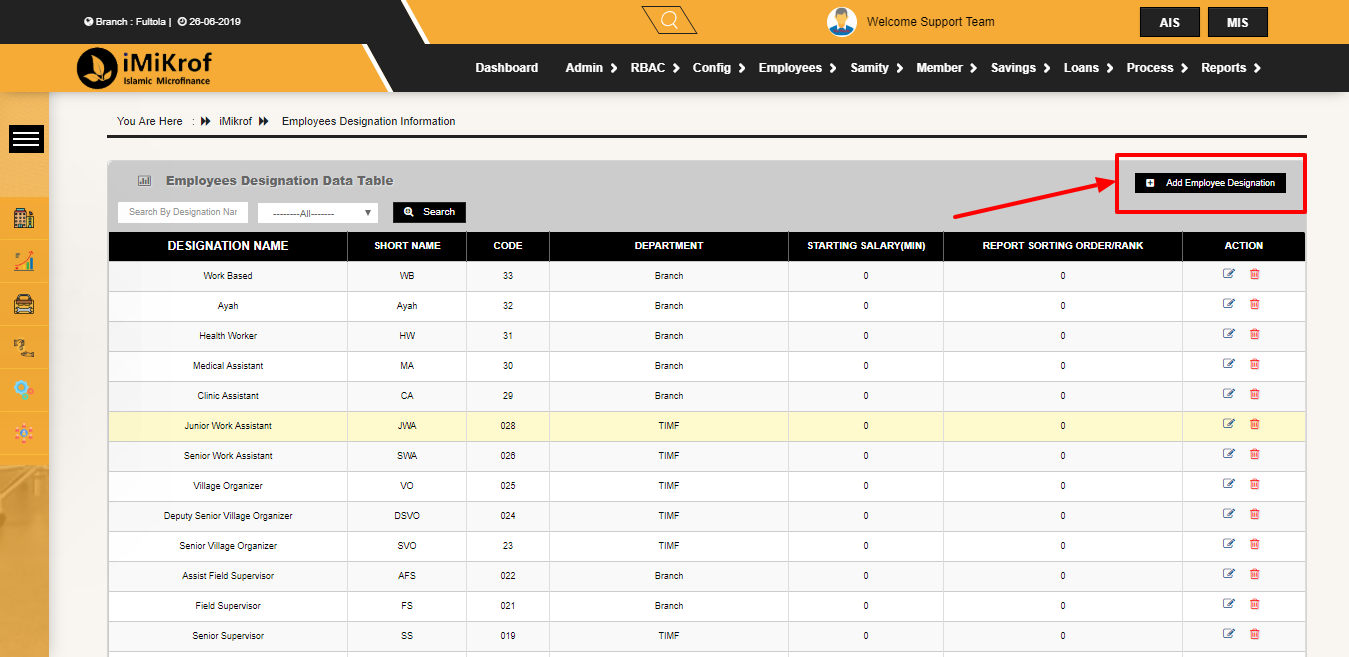 Branch : Fultola | 26-06-2019
Welcome Support Team
AIS
MIS
iMiKrof
Islamic Microfinance
Dashboard Admin RBAC Config Employees Samity Member Savings Loans Process Reports
You Are Here : iMikrof Employees Designation Information
Employees Designation Data Table
Add Employee Designation
Search By Designation Nar
--------All------- Search
DESIGNATION NAME SHORT NAME CODE DEPARTMENT STARTING SALARY(MIN) REPORT SORTING ORDER/RANK ACTION
Work Based WB 33 Branch 0 0
Ayah Ayah 32 Branch 0 0
Health Worker HW 31 Branch 0 0
Medical Assistant MA 30 Branch 0 0
Clinic Assistant CA 29 Branch 0 0
Junior Work Assistant JWA 028 TIMF 0 0
Senior Work Assistant SWA 026 TIMF 0 0
Village Organizer VO 025 TIMF 0 0
Deputy Senior Village Organizer DSVO 024 TIMF 0 0
Senior Village Organizer SVO 23 TIMF 0 0
Assist Field Supervisor AFS 022 Branch 0 0
Field Supervisor FS 021 Branch 0 0
Senior Supervisor SS 019 TIMF 0 0